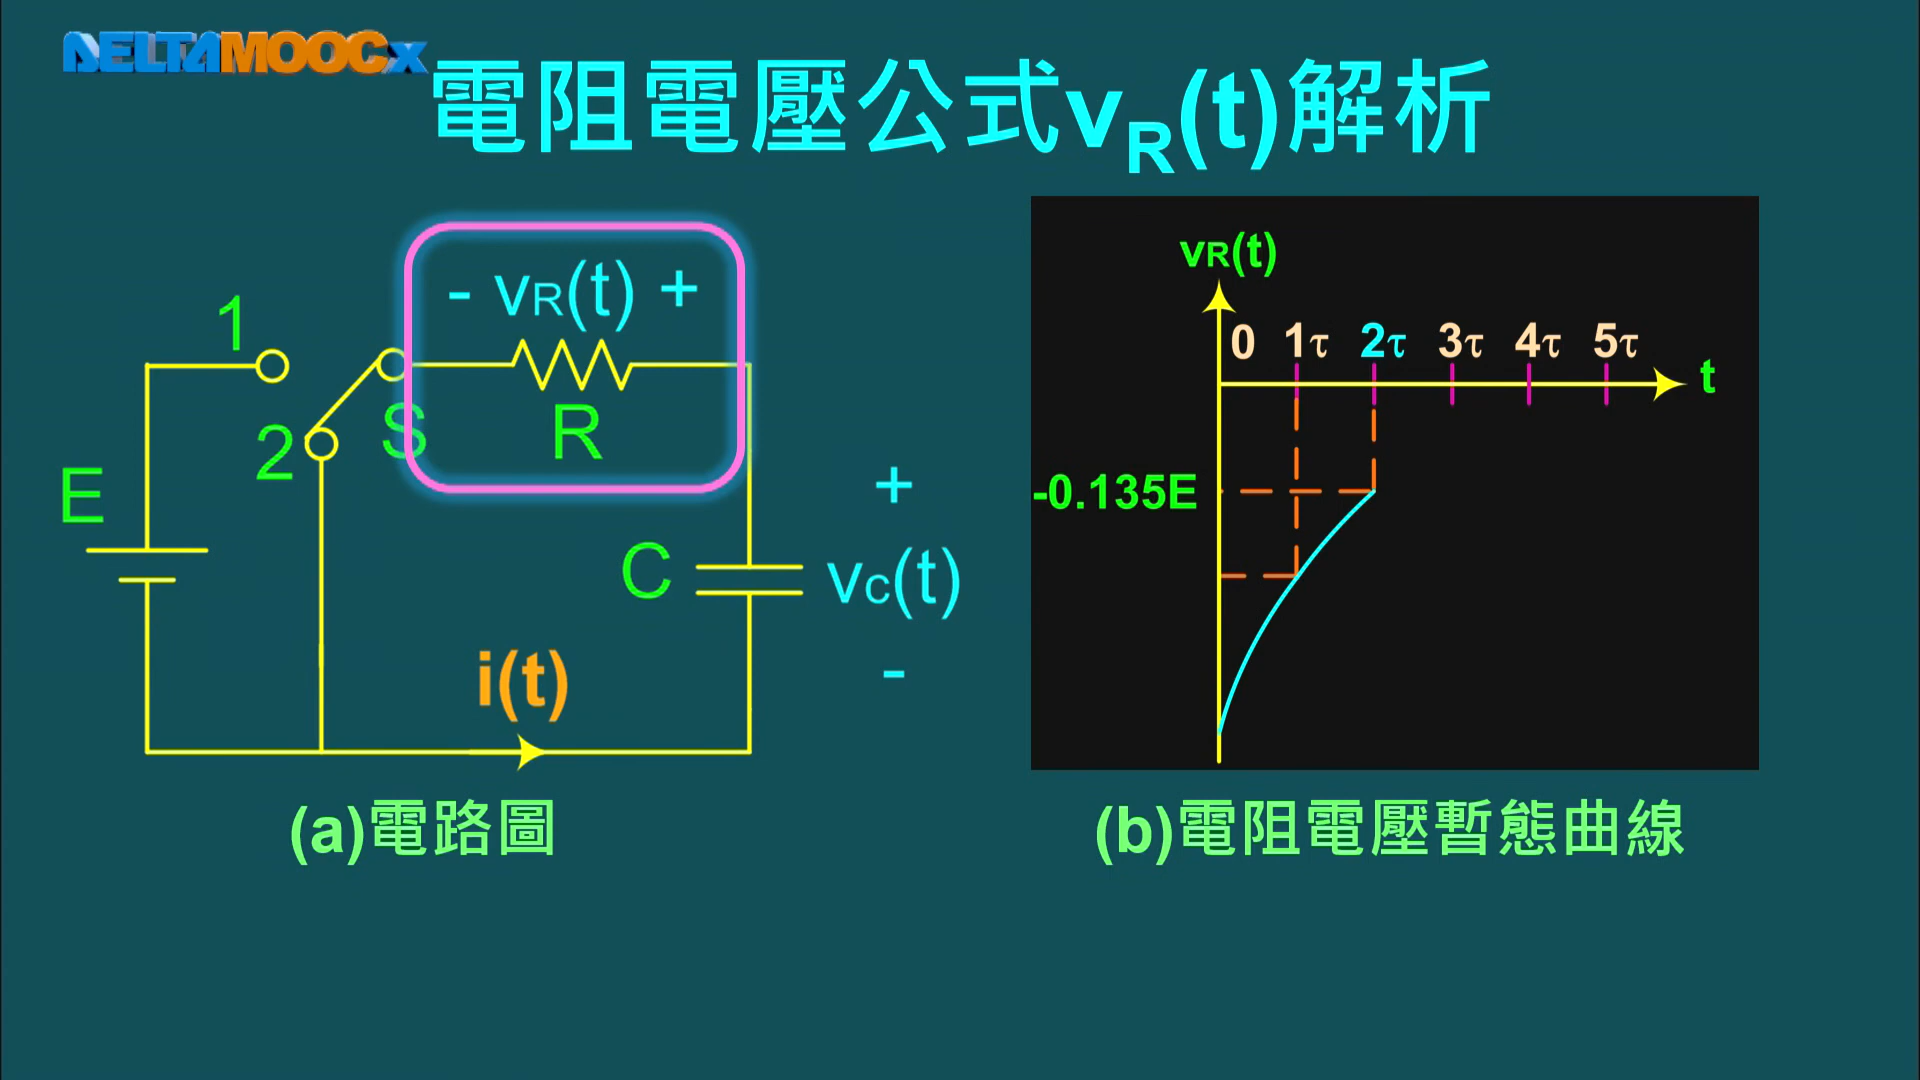 DELTAMOOCx
電阻電壓公式vR(t)解析
- vR(t) +
1
2
S
R
E
C
+
vC(t)
-
i(t)
(a)電路圖
vR(t)
0 1τ 2τ 3τ 4τ 5τ
t
-0.135E
(b)電阻電壓暫態曲線